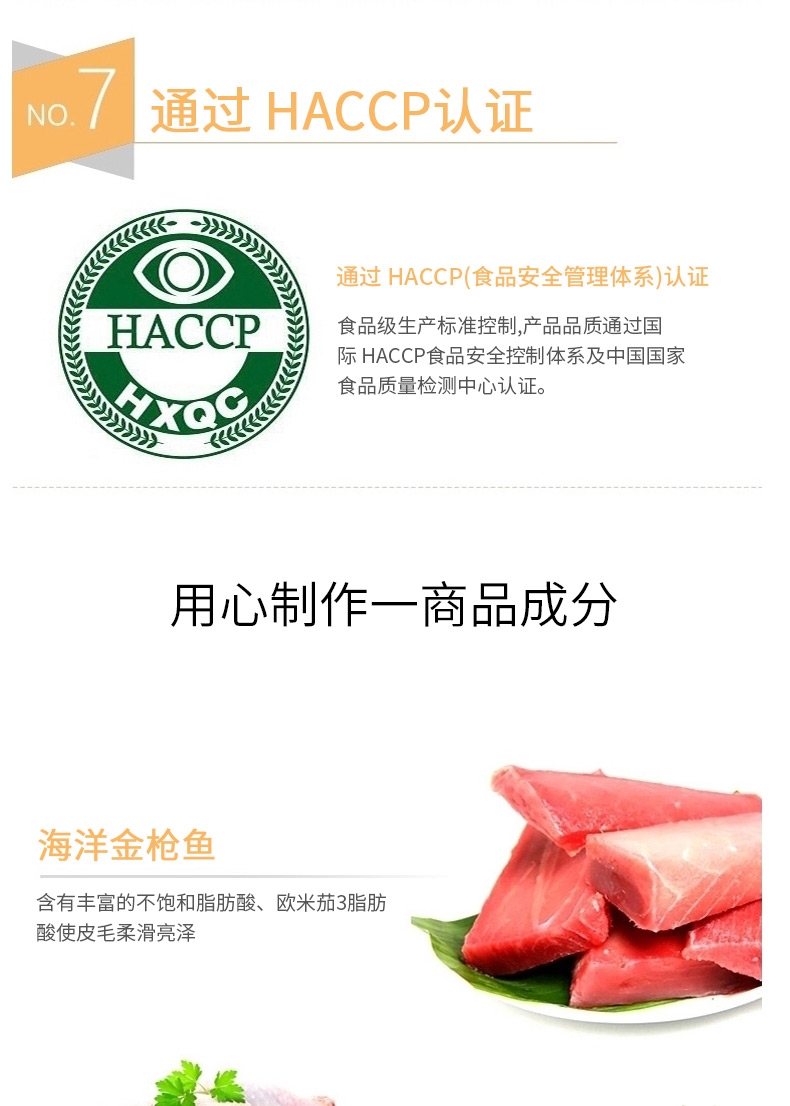 NO.7
通过 HACCP认证
HACCP
HXQC
通过 HACCP(食品安全管理体系)认证
食品级生产标准控制,产品品质通过国
际 HACCP食品安全控制体系及中国国家
食品质量检测中心认证。
用心制作一商品成分
海洋金枪鱼
含有丰富的不饱和脂肪酸、欧米茄3脂肪
酸使皮毛柔滑亮泽